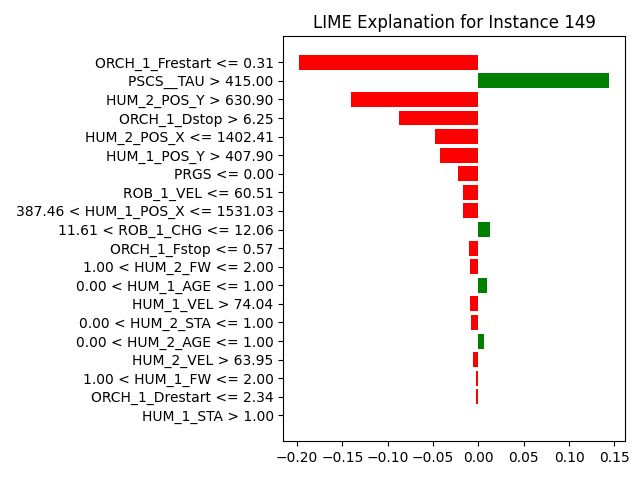 LIME Explanation for Instance 149
ORCH_1_Frestart <= 0.31
PSCS__TAU > 415.00
HUM_2_POS_Y > 630.90
ORCH_1_Dstop > 6.25
HUM_2_POS_X <= 1402.41
HUM_1_POS_Y > 407.90
PRGS <= 0.00
ROB_1_VEL <= 60.51
387.46 < HUM_1_POS_X <= 1531.03
11.61 < ROB_1_CHG <= 12.06
ORCH_1_Fstop <= 0.57
1.00 < HUM_2_FW <= 2.00
0.00 < HUM_1_AGE <= 1.00
HUM_1_VEL > 74.04
0.00 < HUM_2_STA <= 1.00
0.00 < HUM_2_AGE <= 1.00
HUM_2_VEL > 63.95
1.00 < HUM_1_FW <= 2.00
ORCH_1_Drestart <= 2.34
HUM_1_STA > 1.00
−0.20 −0.15 −0.10 −0.05 0.00 0.05 0.10 0.15